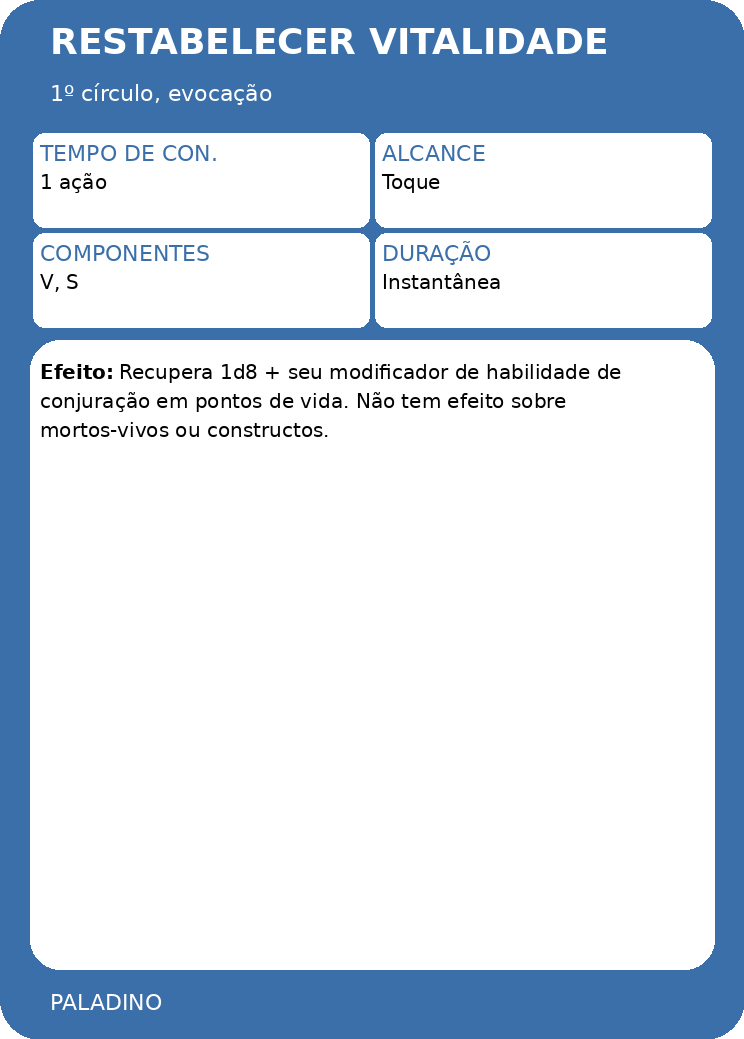 RESTABELECER VITALIDADE
1º círculo, evocação
TEMPO DE CON.
1 ação
ALCANCE
Toque
COMPONENTES
V, S
DURAÇÃO
Instantânea
Efeito: Recupera 1d8 + seu modificador de habilidade de
conjuração em pontos de vida. Não tem efeito sobre
mortos-vivos ou constructos.
PALADINO